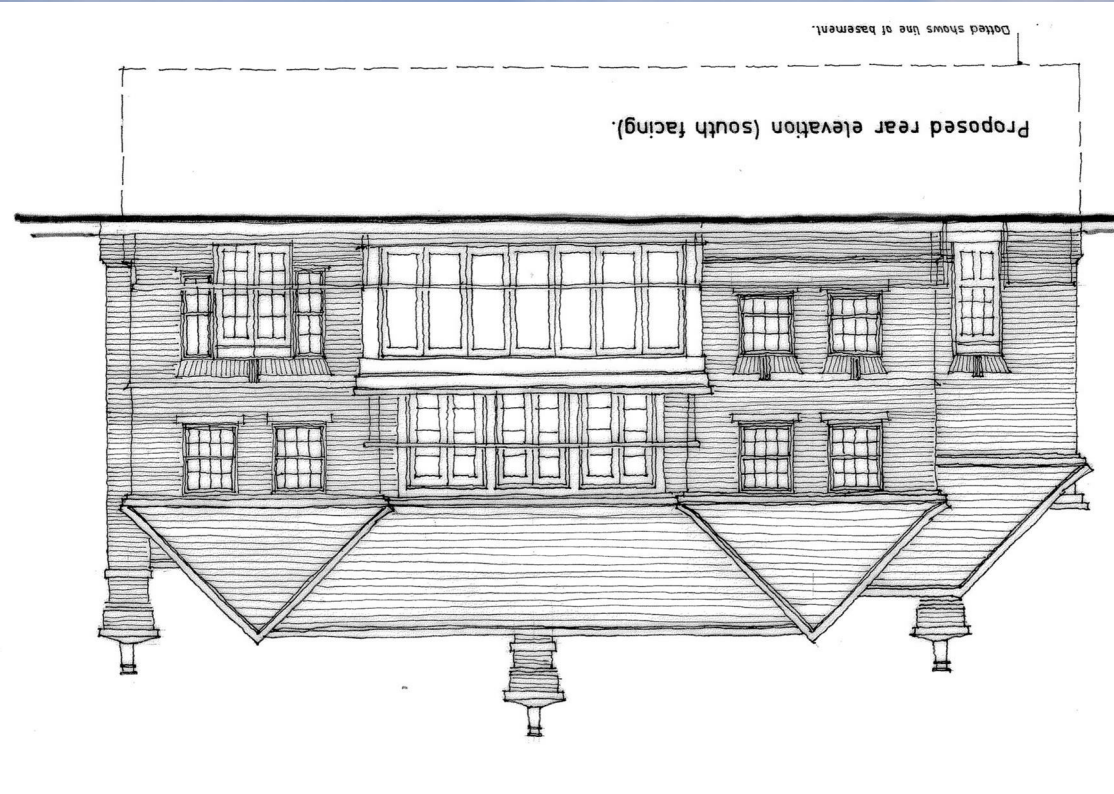 Proposed rear elevation (south facing).
Dotted shows line of basement.